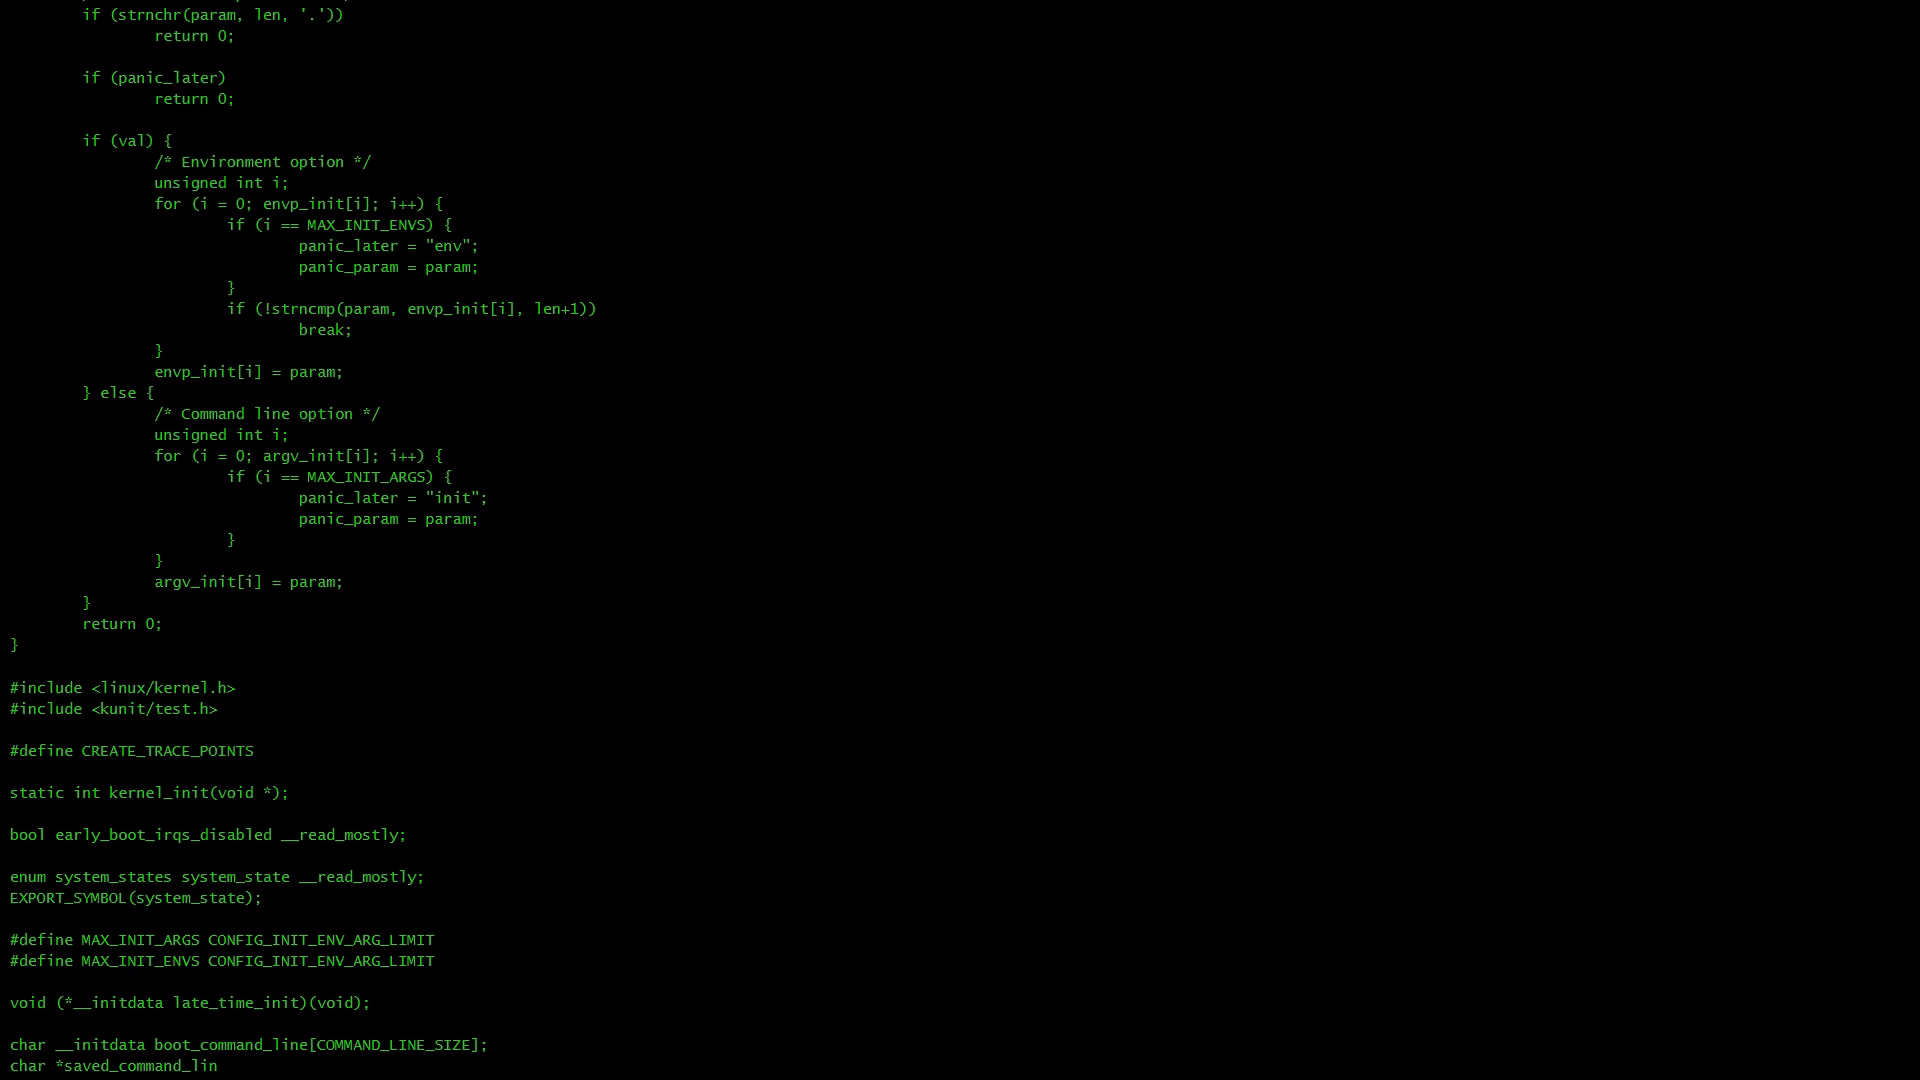 if (strnchr(param, len, '.'))
                return 0;

        if (panic_later)
                return 0;

        if (val) {
                /* Environment option */
                unsigned int i;
                for (i = 0; envp_init[i]; i++) {
                        if (i == MAX_INIT_ENVS) {
                                panic_later = "env";
                                panic_param = param;
                        }
                        if (!strncmp(param, envp_init[i], len+1))
                                break;
                }
                envp_init[i] = param;
        } else {
                /* Command line option */
                unsigned int i;
                for (i = 0; argv_init[i]; i++) {
                        if (i == MAX_INIT_ARGS) {
                                panic_later = "init";
                                panic_param = param;
                        }
                }
                argv_init[i] = param;
        }
        return 0;
}

#include <linux/kernel.h>
#include <kunit/test.h>

#define CREATE_TRACE_POINTS

static int kernel_init(void *);

bool early_boot_irqs_disabled __read_mostly;

enum system_states system_state __read_mostly;
EXPORT_SYMBOL(system_state);

#define MAX_INIT_ARGS CONFIG_INIT_ENV_ARG_LIMIT
#define MAX_INIT_ENVS CONFIG_INIT_ENV_ARG_LIMIT

void (*__initdata late_time_init)(void);

char __initdata boot_command_line[COMMAND_LINE_SIZE];
char *saved_command_lin